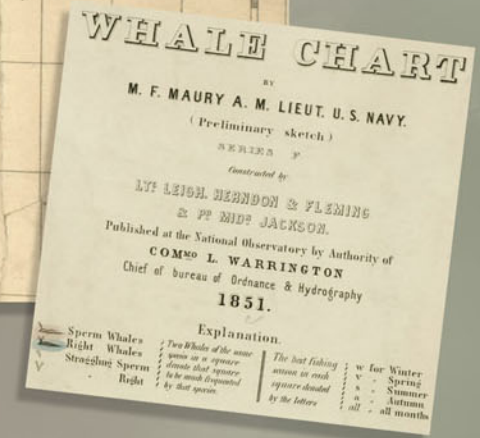 WHALE CHART
BY
M. F. MAURY A. M. LIEUT. U. S. NAVY.
(Preliminary sketch)
SERIES F
Constructed by
LTS LEIGH, HERNDON & FLEMING
& PD MIDN JACKSON.
Published at the National Observatory by Authority of
COMMO L. WARRINGTON
Chief of bureau of Ordnance & Hydrography
1851.
Explanation.
Sperm Whales
Right Whales
Straggling Sperm
" Right
Two Whales of the same
species in a square
denote that square
to be much frequented
by that species.
The best fishing
season in each
square denoted
by the letters
w for Winter
v " Spring
s " Summer
a " Autumn
all " all months